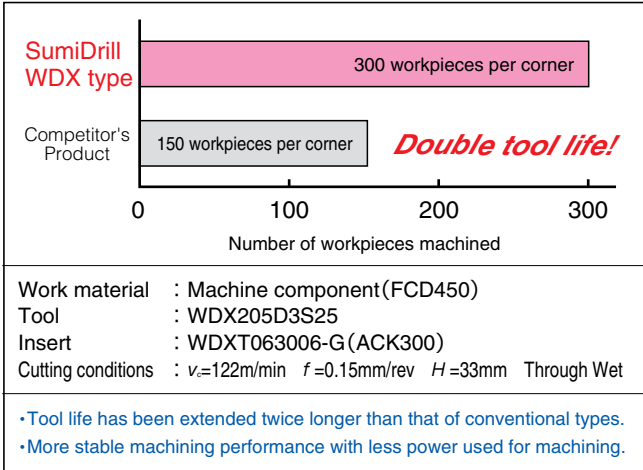 SumiDrill
WDX type
300 workpieces per corner
Competitor's
Product
150 workpieces per corner
Double tool life!
0 100 200 300
Number of workpieces machined
Work material : Machine component(FCD450)
Tool : WDX205D3S25
Insert : WDXT063006-G(ACK300)
Cutting conditions : vc=122m/min f =0.15mm/rev H =33mm Through Wet
•Tool life has been extended twice longer than that of conventional types.
•More stable machining performance with less power used for machining.